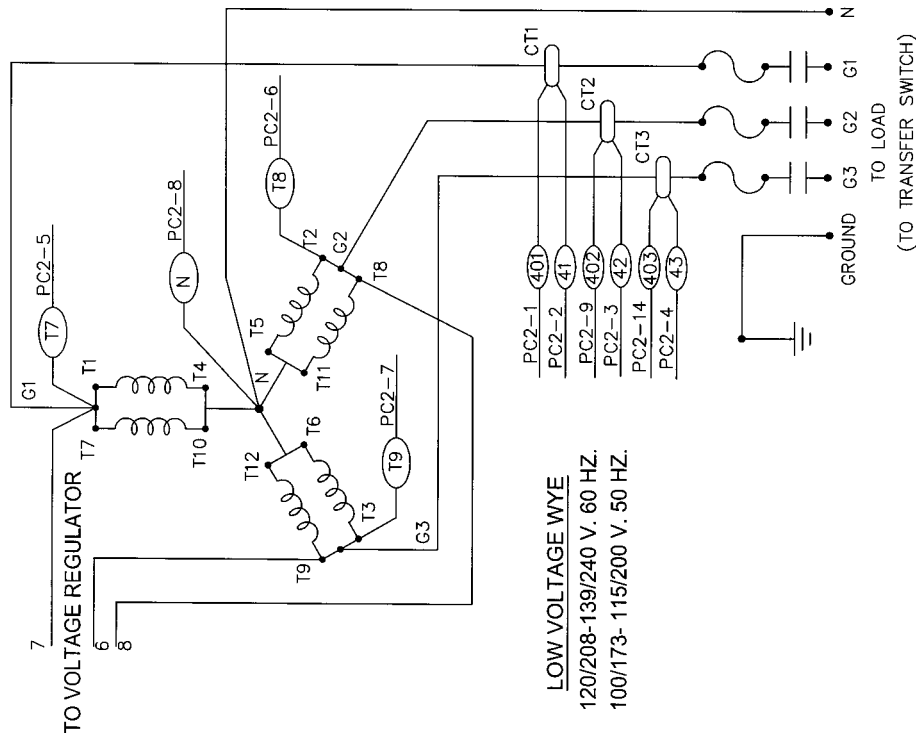 TO VOLTAGE REGULATOR
7
6
8
G1
T7
T1
T7
PC2-5
T10
T4
N
PC2-8
T8
PC2-6
N
T5
T2
G2
T11
T8
T12
T6
T9
T3
G3
T9
PC2-7
LOW VOLTAGE WYE
120/208-139/240 V. 60 HZ.
100/173- 115/200 V. 50 HZ.
PC2-1
401
PC2-2
41
CT1
PC2-9
402
PC2-3
42
CT2
PC2-14
403
PC2-4
43
CT3
GROUND
G3
G2
G1
N
TO LOAD
(TO TRANSFER SWITCH)